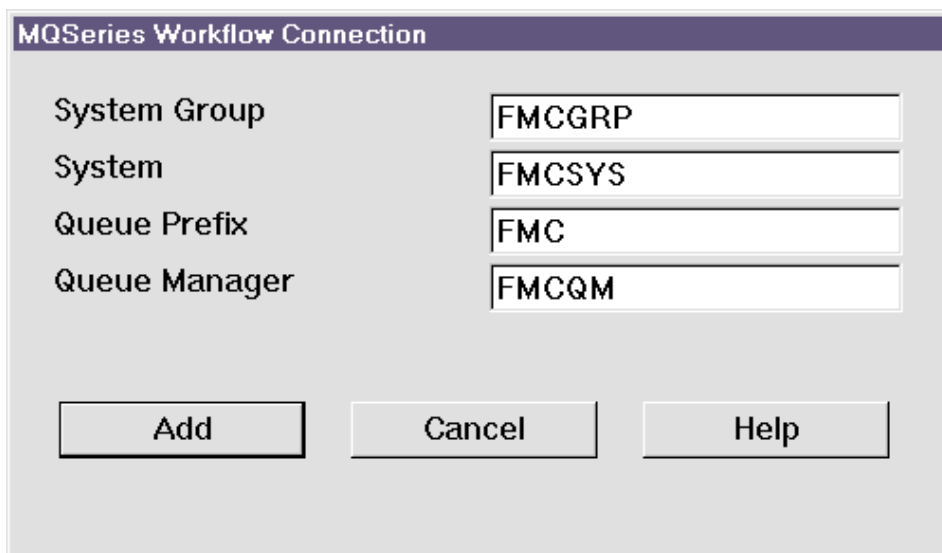 MQSeries Workflow Connection
System Group FMCGRP
System FMCSYS
Queue Prefix FMC
Queue Manager FMCQM
Add Cancel Help